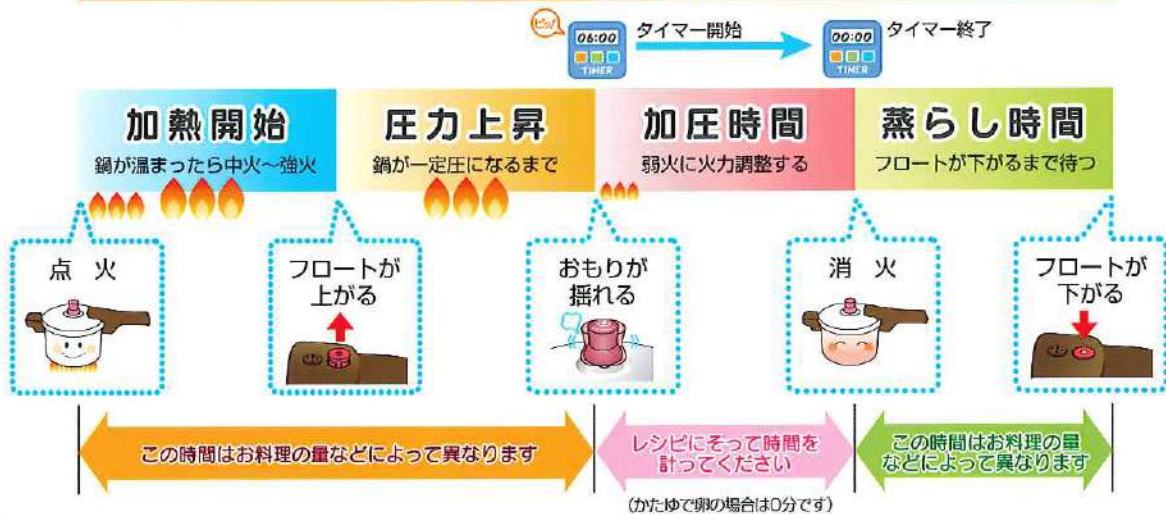 ピッ!
06:00
TIMER
タイマー開始
00:00
TIMER
タイマー終了
加熱開始
鍋が温まったら中火～強火
圧力上昇
鍋が一定圧になるまで
加圧時間
弱火に火力調整する
蒸らし時間
フロートが下がるまで待つ
点火
フロートが
上がる
おもりが
揺れる
消火
フロートが
下がる
この時間はお料理の量などによって異なります
レシピにそって時間を
計ってください
(かたゆで卵の場合は0分です)
この時間はお料理の量
などによって異なります